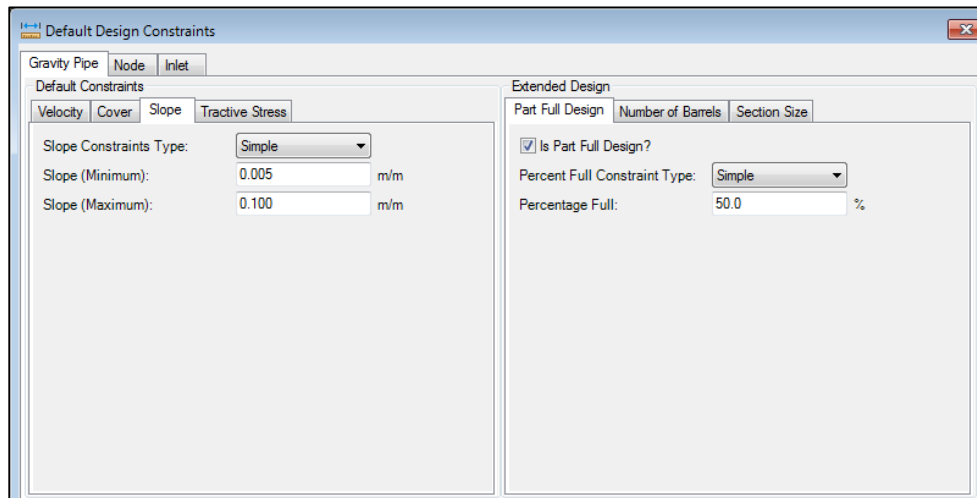 Default Design Constraints
Gravity Pipe Node Inlet
Default Constraints
Velocity Cover Slope Tractive Stress
Slope Constraints Type: Simple
Slope (Minimum): 0.005 m/m
Slope (Maximum): 0.100 m/m
Extended Design
Part Full Design Number of Barrels Section Size
Is Part Full Design?
Percent Full Constraint Type: Simple
Percentage Full: 50.0 %